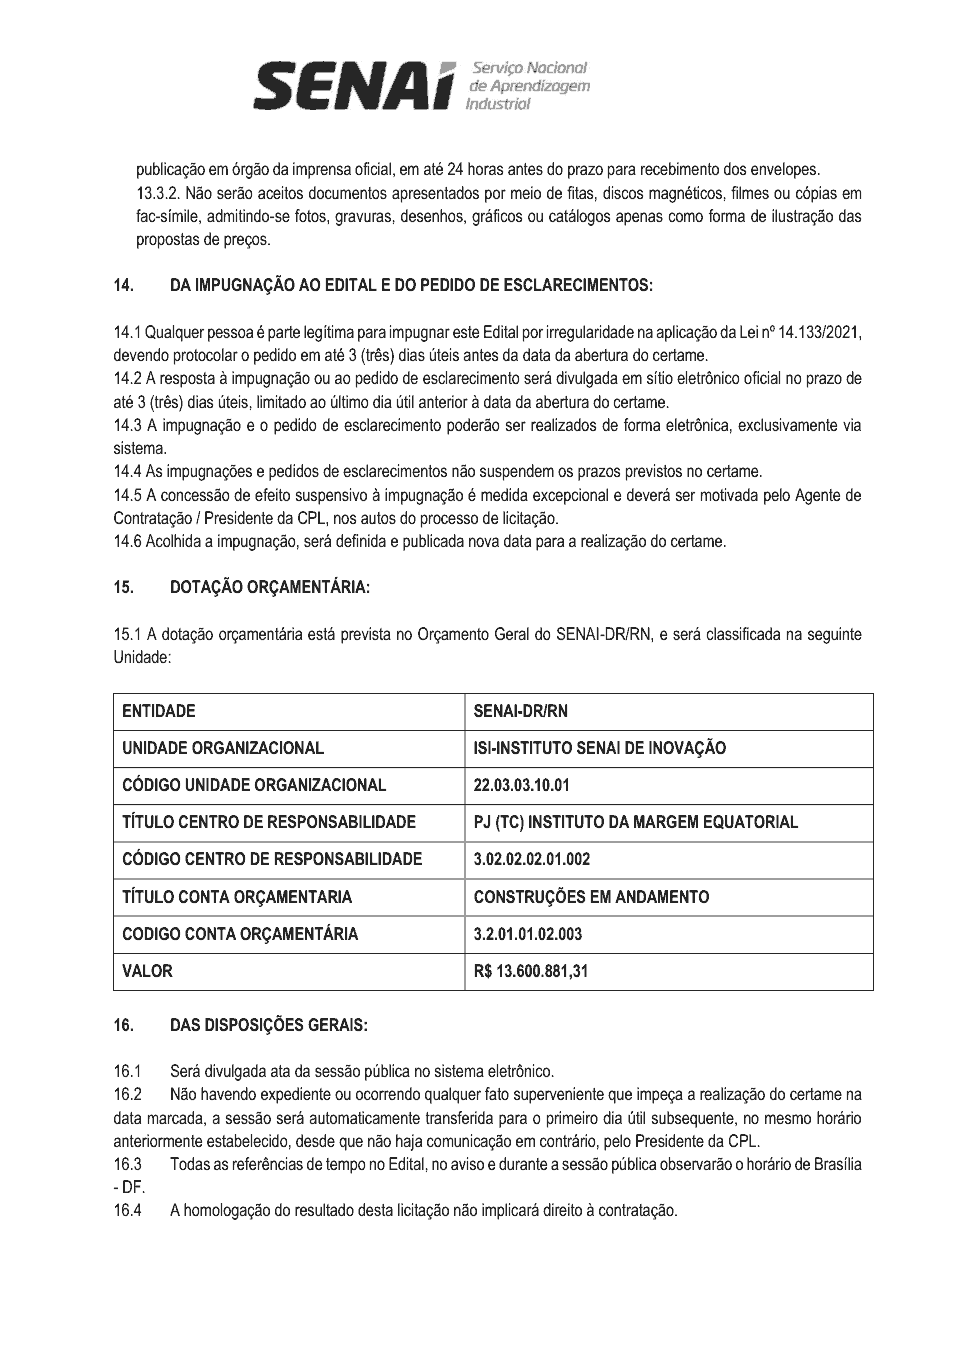 SENAI Serviço Nacional
de Aprendizagem
Industrial
publicação em órgão da imprensa oficial, em até 24 horas antes do prazo para recebimento dos envelopes.
13.3.2. Não serão aceitos documentos apresentados por meio de fitas, discos magnéticos, filmes ou cópias em
fac-símile, admitindo-se fotos, gravuras, desenhos, gráficos ou catálogos apenas como forma de ilustração das
propostas de preços.
14. DA IMPUGNAÇÃO AO EDITAL E DO PEDIDO DE ESCLARECIMENTOS:
14.1 Qualquer pessoa é parte legítima para impugnar este Edital por irregularidade na aplicação da Lei nº 14.133/2021,
devendo protocolar o pedido em até 3 (três) dias úteis antes da data da abertura do certame.
14.2 A resposta à impugnação ou ao pedido de esclarecimento será divulgada em sítio eletrônico oficial no prazo de
até 3 (três) dias úteis, limitado ao último dia útil anterior à data da abertura do certame.
14.3 A impugnação e o pedido de esclarecimento poderão ser realizados de forma eletrônica, exclusivamente via
sistema.
14.4 As impugnações e pedidos de esclarecimentos não suspendem os prazos previstos no certame.
14.5 A concessão de efeito suspensivo à impugnação é medida excepcional e deverá ser motivada pelo Agente de
Contratação / Presidente da CPL, nos autos do processo de licitação.
14.6 Acolhida a impugnação, será definida e publicada nova data para a realização do certame.
15. DOTAÇÃO ORÇAMENTÁRIA:
15.1 A dotação orçamentária está prevista no Orçamento Geral do SENAI-DR/RN, e será classificada na seguinte
Unidade:
ENTIDADE SENAI-DR/RN
UNIDADE ORGANIZACIONAL ISI-INSTITUTO SENAI DE INOVAÇÃO
CÓDIGO UNIDADE ORGANIZACIONAL 22.03.03.10.01
TÍTULO CENTRO DE RESPONSABILIDADE PJ (TC) INSTITUTO DA MARGEM EQUATORIAL
CÓDIGO CENTRO DE RESPONSABILIDADE 3.02.02.02.01.002
TÍTULO CONTA ORÇAMENTARIA CONSTRUÇÕES EM ANDAMENTO
CODIGO CONTA ORÇAMENTÁRIA 3.2.01.01.02.003
VALOR R$ 13.600.881,31
16. DAS DISPOSIÇÕES GERAIS:
16.1 Será divulgada ata da sessão pública no sistema eletrônico.
16.2 Não havendo expediente ou ocorrendo qualquer fato superveniente que impeça a realização do certame na
data marcada, a sessão será automaticamente transferida para o primeiro dia útil subsequente, no mesmo horário
anteriormente estabelecido, desde que não haja comunicação em contrário, pelo Presidente da CPL.
16.3 Todas as referências de tempo no Edital, no aviso e durante a sessão pública observarão o horário de Brasília
- DF.
16.4 A homologação do resultado desta licitação não implicará direito à contratação.